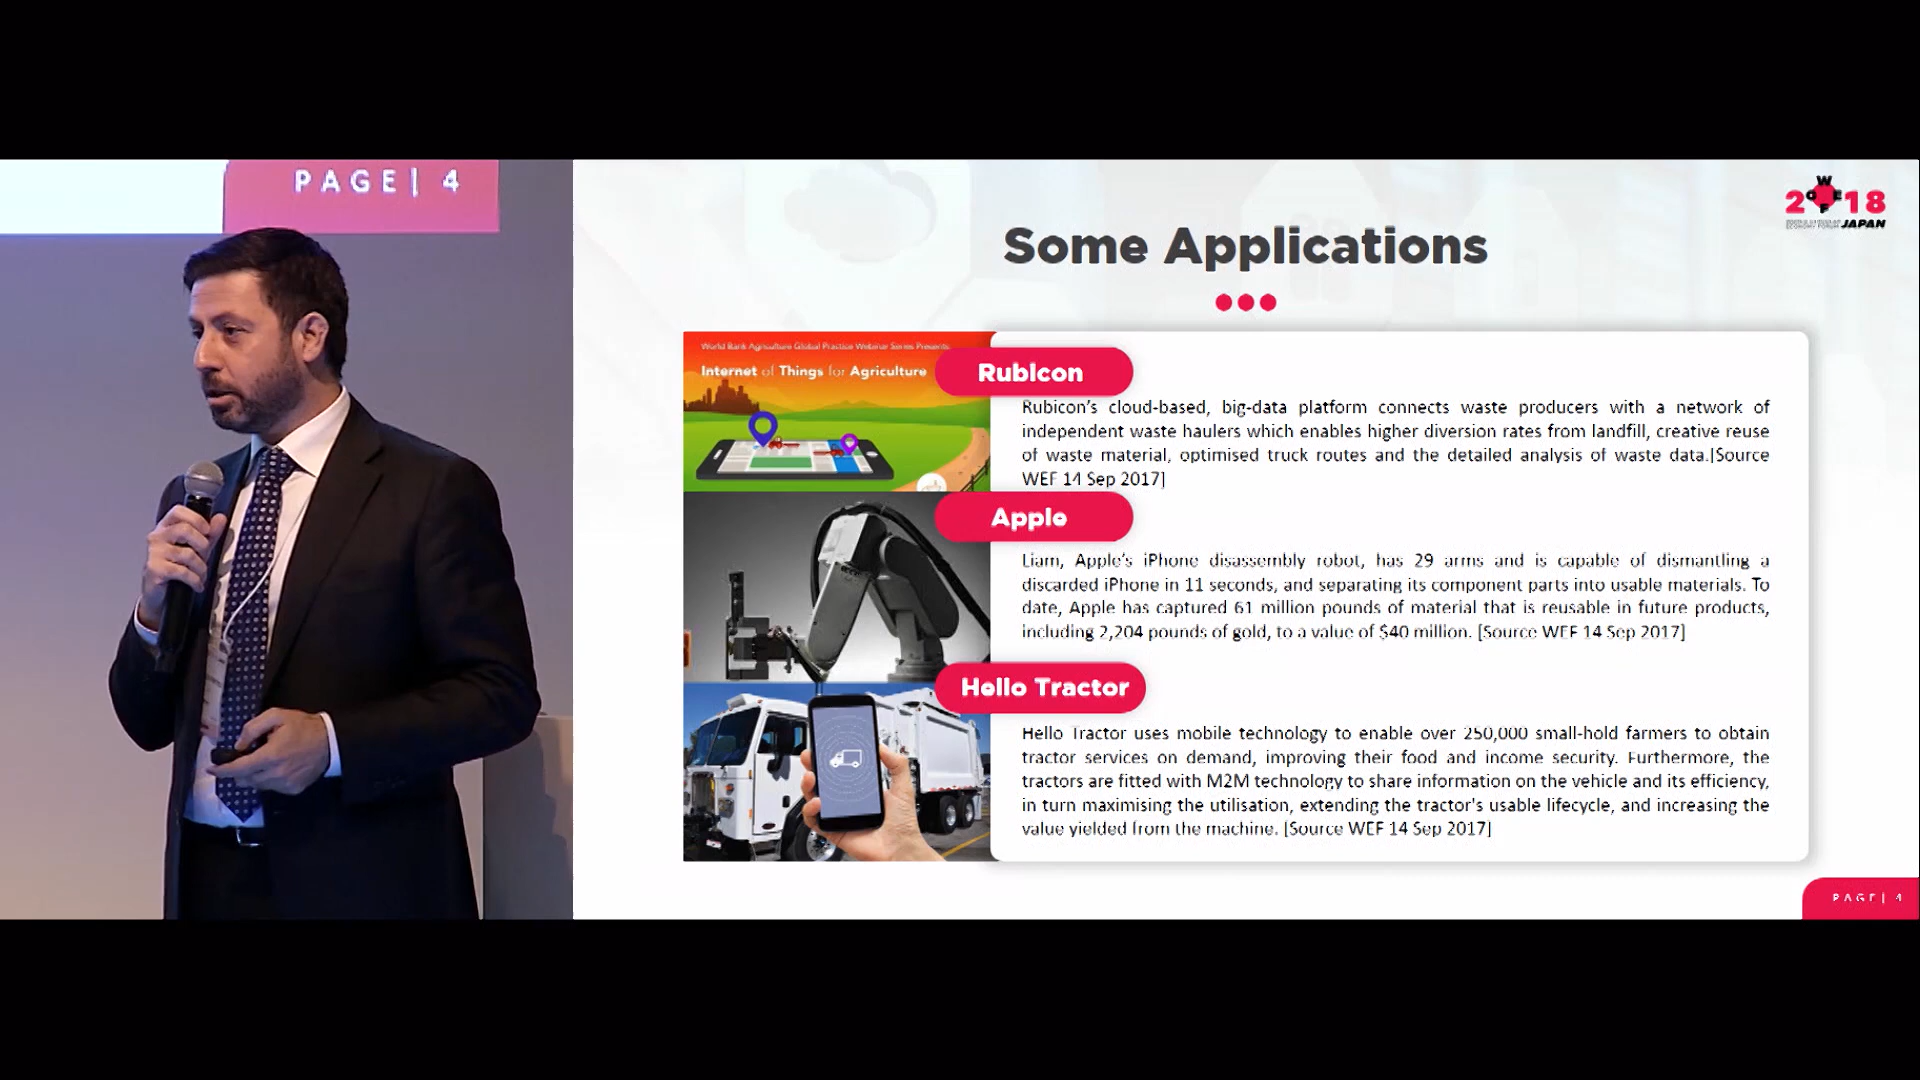 PAGE| 4
2018
WOEF
JAPAN
Some Applications
World Bank Agriculture Global Practice Webinar Series Presents:
Internet of Things for Agriculture
Rubicon
Rubicon's cloud-based, big-data platform connects waste producers with a network of
independent waste haulers which enables higher diversion rates from landfill, creative reuse
of waste material, optimised truck routes and the detailed analysis of waste data.[Source
WEF 14 Sep 2017]
Apple
Liam, Apple's iPhone disassembly robot, has 29 arms and is capable of dismantling a
discarded iPhone in 11 seconds, and separating its component parts into usable materials. To
date, Apple has captured 61 million pounds of material that is reusable in future products,
including 2,204 pounds of gold, to a value of $40 million. [Source WEF 14 Sep 2017]
Hello Tractor
Hello Tractor uses mobile technology to enable over 250,000 small-hold farmers to obtain
tractor services on demand, improving their food and income security. Furthermore, the
tractors are fitted with M2M technology to share information on the vehicle and its efficiency,
in turn maximising the utilisation, extending the tractor's usable lifecycle, and increasing the
value yielded from the machine. [Source WEF 14 Sep 2017]
PAGE| 4